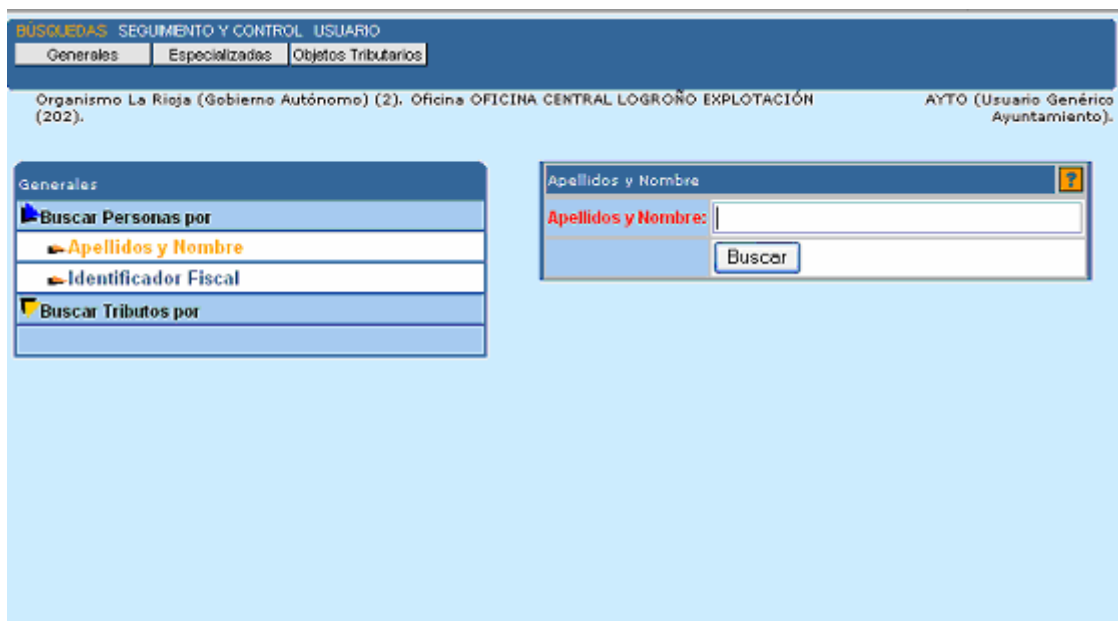 BÚSQUEDAS SEGUIMIENTO Y CONTROL USUARIO
Generales Especializadas Objetos Tributarios
Organismo La Rioja (Gobierno Autónomo) (2). Oficina OFICINA CENTRAL LOGROÑO EXPLOTACIÓN
(202).
AYTO (Usuario Genérico
Ayuntamiento).
Generales
Buscar Personas por
Apellidos y Nombre
Identificador Fiscal
Buscar Tributos por
Apellidos y Nombre
?
Apellidos y Nombre:
Buscar